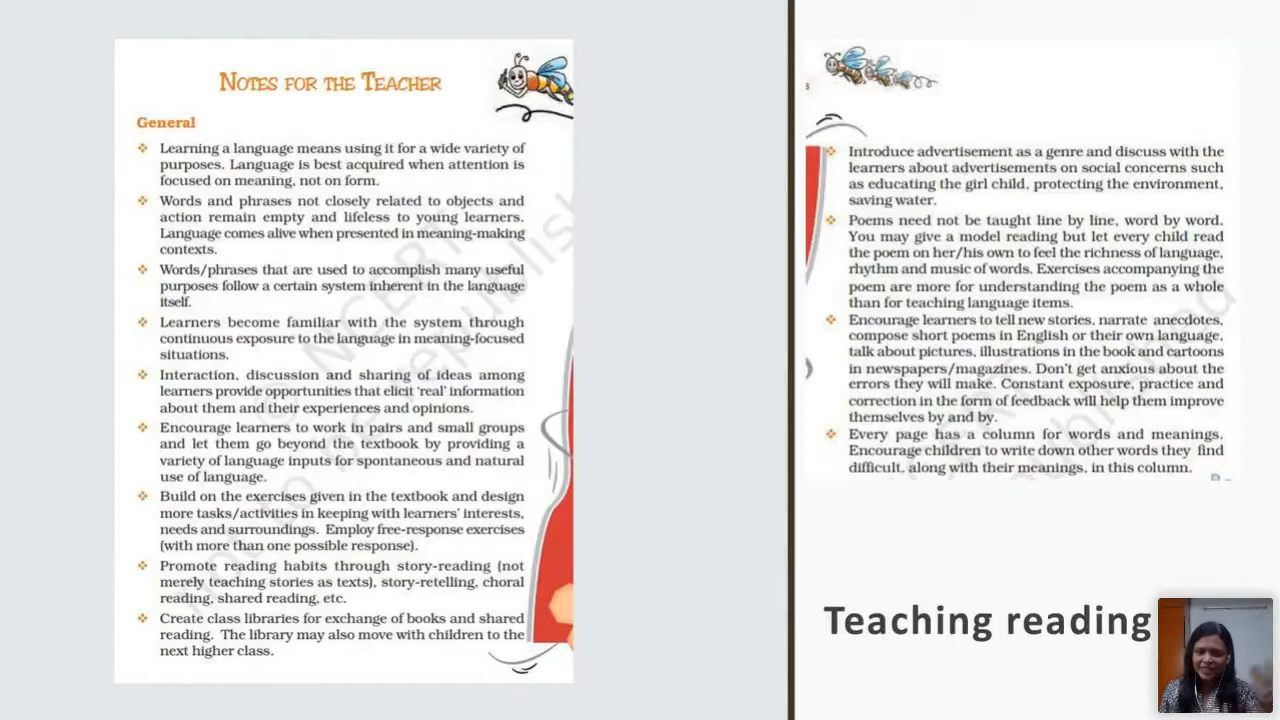 NOTES FOR THE TEACHER
General
❖ Learning a language means using it for a wide variety of
purposes. Language is best acquired when attention is
focused on meaning, not on form.
❖ Words and phrases not closely related to objects and
action remain empty and lifeless to young learners.
Language comes alive when presented in meaning-making
contexts.
❖ Words/phrases that are used to accomplish many useful
purposes follow a certain system inherent in the language
itself.
❖ Learners become familiar with the system through
continuous exposure to the language in meaning-focused
situations.
❖ Interaction, discussion and sharing of ideas among
learners provide opportunities that elicit ‘real’ information
about them and their experiences and opinions.
❖ Encourage learners to work in pairs and small groups
and let them go beyond the textbook by providing a
variety of language inputs for spontaneous and natural
use of language.
❖ Build on the exercises given in the textbook and design
more tasks/activities in keeping with learners’ interests,
needs and surroundings. Employ free-response exercises
(with more than one possible response).
❖ Promote reading habits through story-reading (not
merely teaching stories as texts), story-retelling, choral
reading, shared reading, etc.
❖ Create class libraries for exchange of books and shared
reading. The library may also move with children to the
next higher class.
❖ Introduce advertisement as a genre and discuss with the
learners about advertisements on social concerns such
as educating the girl child, protecting the environment,
saving water.
❖ Poems need not be taught line by line, word by word.
You may give a model reading but let every child read
the poem on her/his own to feel the richness of language,
rhythm and music of words. Exercises accompanying the
poem are more for understanding the poem as a whole
than for teaching language items.
❖ Encourage learners to tell new stories, narrate anecdotes,
compose short poems in English or their own language,
talk about pictures, illustrations in the book and cartoons
in newspapers/magazines. Don’t get anxious about the
errors they will make. Constant exposure, practice and
correction in the form of feedback will help them improve
themselves by and by.
❖ Every page has a column for words and meanings.
Encourage children to write down other words they find
difficult, along with their meanings, in this column.
Teaching reading